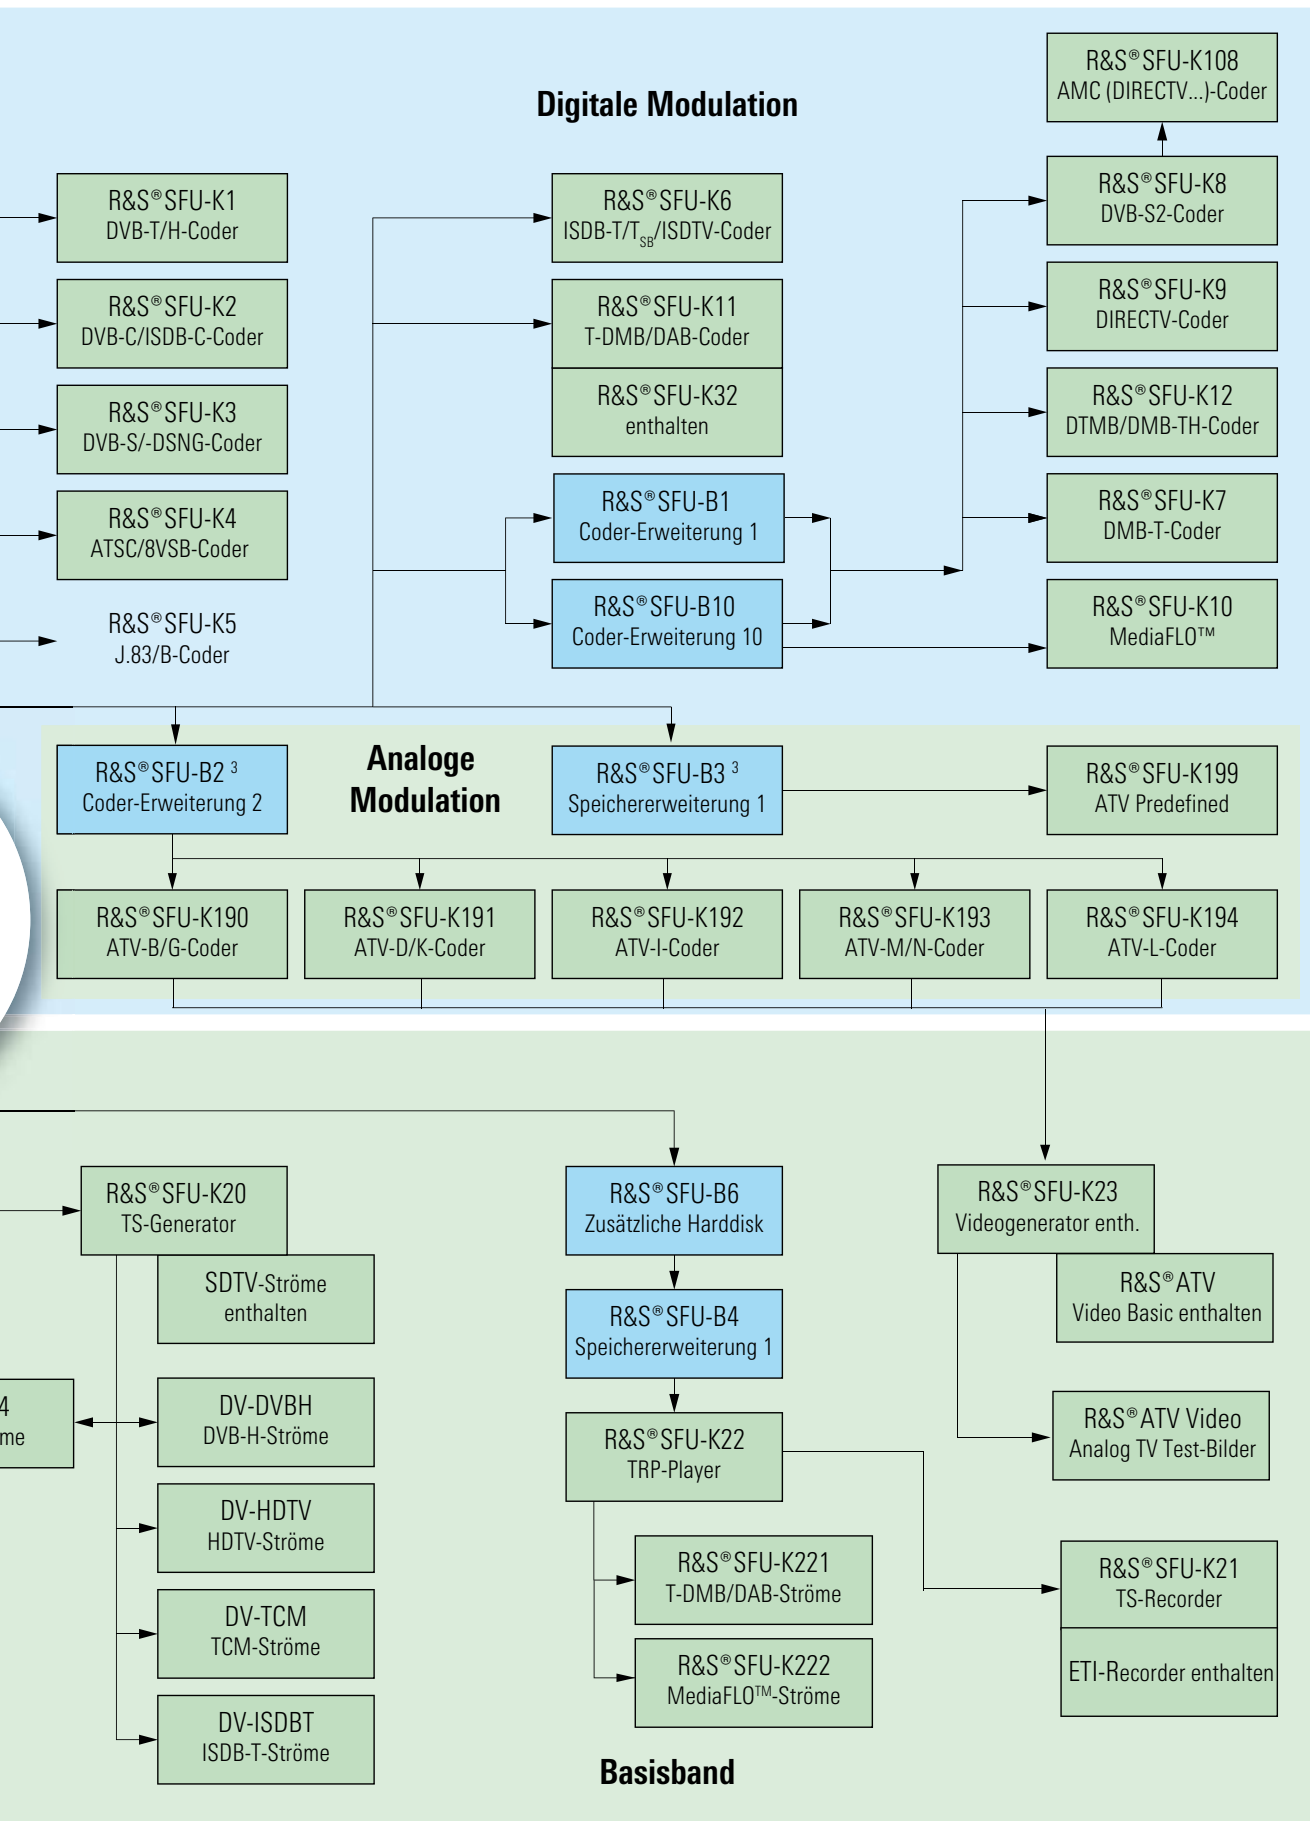 Digitale Modulation
R&S®SFU-K108
AMC (DIRECTV...)-Coder
R&S®SFU-K1
DVB-T/H-Coder
R&S®SFU-K6
ISDB-T/TSB/ISDTV-Coder
R&S®SFU-K8
DVB-S2-Coder
R&S®SFU-K2
DVB-C/ISDB-C-Coder
R&S®SFU-K11
T-DMB/DAB-Coder
R&S®SFU-K9
DIRECTV-Coder
R&S®SFU-K3
DVB-S/-DSNG-Coder
R&S®SFU-K32
enthalten
R&S®SFU-K12
DTMB/DMB-TH-Coder
R&S®SFU-K4
ATSC/8VSB-Coder
R&S®SFU-B1
Coder-Erweiterung 1
R&S®SFU-K7
DMB-T-Coder
R&S®SFU-K5
J.83/B-Coder
R&S®SFU-B10
Coder-Erweiterung 10
R&S®SFU-K10
MediaFLO™
R&S®SFU-B2 3
Coder-Erweiterung 2
Analoge
Modulation
R&S®SFU-B3 3
Speichererweiterung 1
R&S®SFU-K199
ATV Predefined
R&S®SFU-K190
ATV-B/G-Coder
R&S®SFU-K191
ATV-D/K-Coder
R&S®SFU-K192
ATV-I-Coder
R&S®SFU-K193
ATV-M/N-Coder
R&S®SFU-K194
ATV-L-Coder
R&S®SFU-K20
TS-Generator
SDTV-Ströme
enthalten
R&S®SFU-B6
Zusätzliche Harddisk
R&S®SFU-K23
Videogenerator enth.
R&S®ATV
Video Basic enthalten
R&S®SFU-B4
Speichererweiterung 1
4
me
DV-DVBH
DVB-H-Ströme
R&S®SFU-K22
TRP-Player
R&S®ATV Video
Analog TV Test-Bilder
DV-HDTV
HDTV-Ströme
R&S®SFU-K221
T-DMB/DAB-Ströme
R&S®SFU-K21
TS-Recorder
DV-TCM
TCM-Ströme
R&S®SFU-K222
MediaFLO™-Ströme
ETI-Recorder enthalten
DV-ISDBT
ISDB-T-Ströme
Basisband